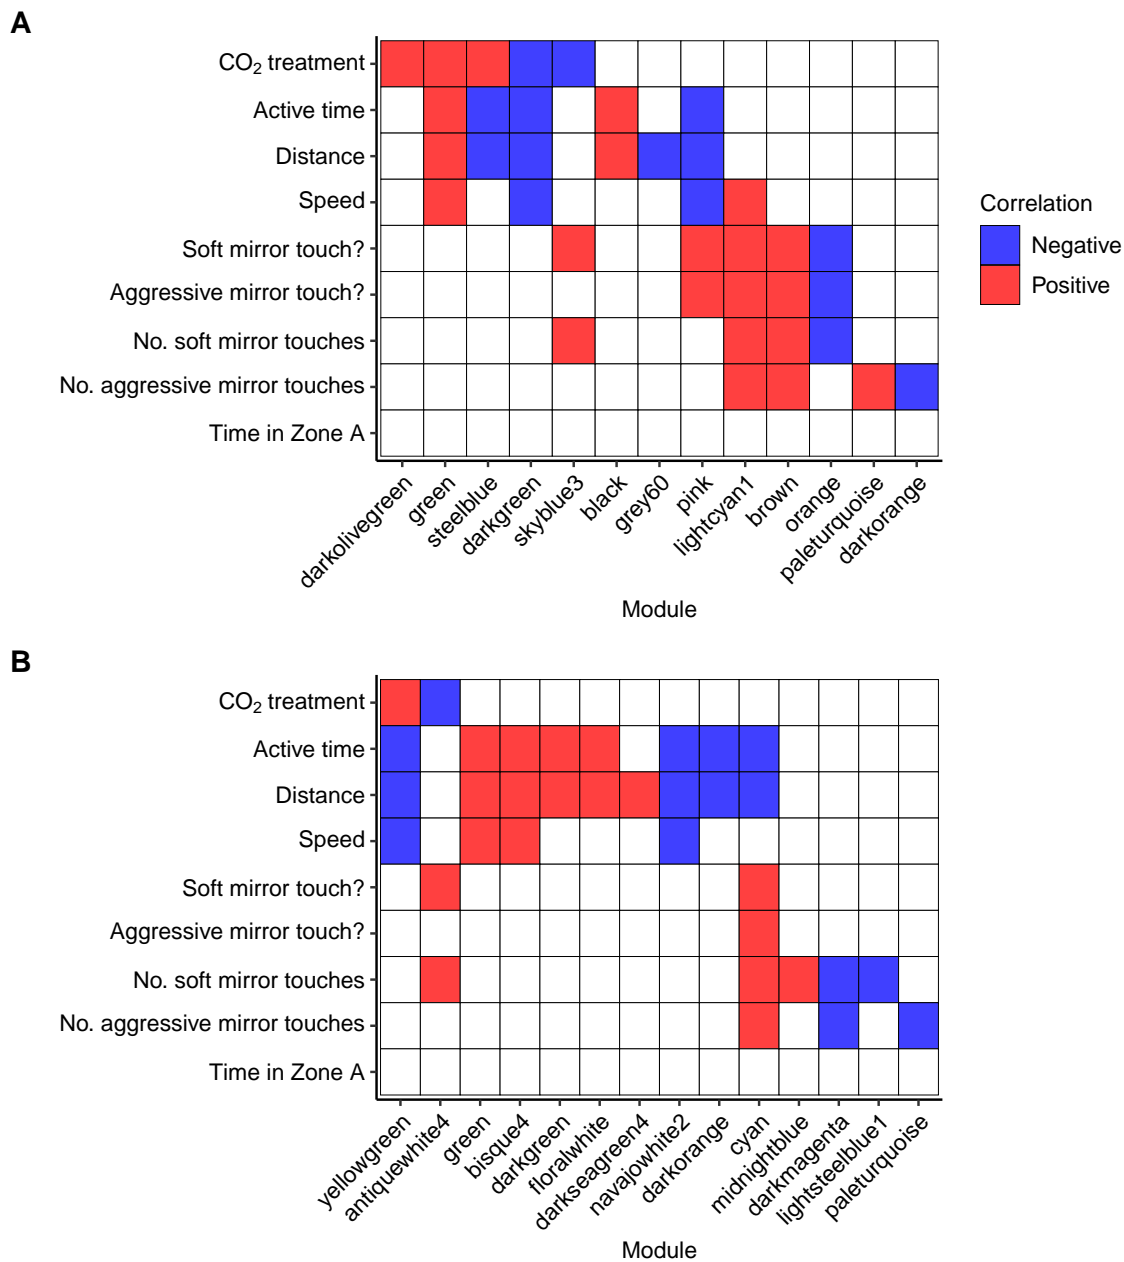 A
CO₂ treatment
Active time
Distance
Speed
Soft mirror touch?
Aggressive mirror touch?
No. soft mirror touches
No. aggressive mirror touches
Time in Zone A
darkolivegreen
green
steelblue
darkgreen
skyblue3
black
grey60
pink
lightcyan1
brown
orange
paleturquoise
darkorange
Module
Correlation
Negative
Positive
B
CO₂ treatment
Active time
Distance
Speed
Soft mirror touch?
Aggressive mirror touch?
No. soft mirror touches
No. aggressive mirror touches
Time in Zone A
yellowgreen
antiquewhite4
green
bisque4
darkgreen
floralwhite
darkseagreen4
navajowhite2
darkorange
cyan
midnightblue
darkmagenta
lightsteelblue1
paleturquoise
Module